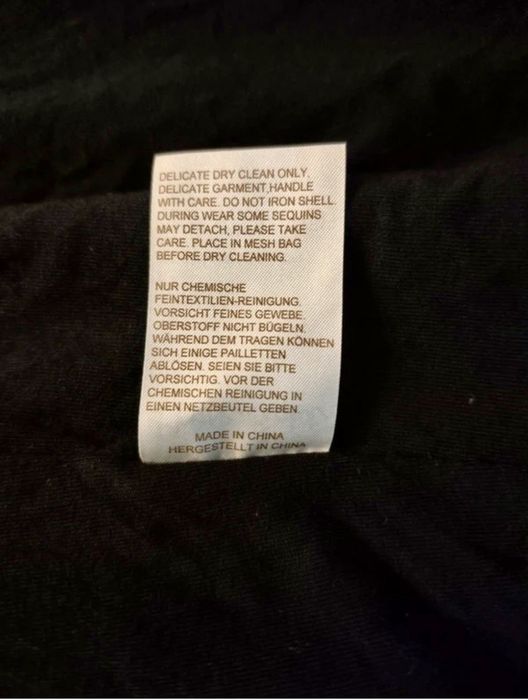 DELICATE DRY CLEAN ONLY,
DELICATE GARMENT,HANDLE
WITH CARE. DO NOT IRON SHELL.
DURING WEAR SOME SEQUINS
MAY DETACH, PLEASE TAKE
CARE. PLACE IN MESH BAG
BEFORE DRY CLEANING.
NUR CHEMISCHE
FEINTEXTILIEN-REINIGUNG.
VORSICHT FEINES GEWEBE.
OBERSTOFF NICHT BÜGELN.
WÄHREND DEM TRAGEN KÖNNEN
SICH EINIGE PAILLETTEN
ABLÖSEN. SEIEN SIE BITTE
VORSICHTIG. VOR DER
CHEMISCHEN REINIGUNG IN
EINEN NETZBEUTEL GEBEN.
MADE IN CHINA
HERGESTELLT IN CHINA